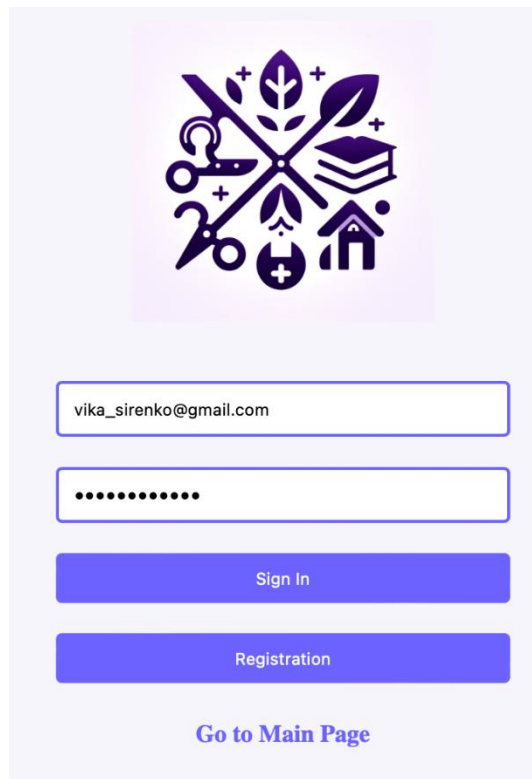 vika_sirenko@gmail.com
••••••••••••
Sign In
Registration
Go to Main Page